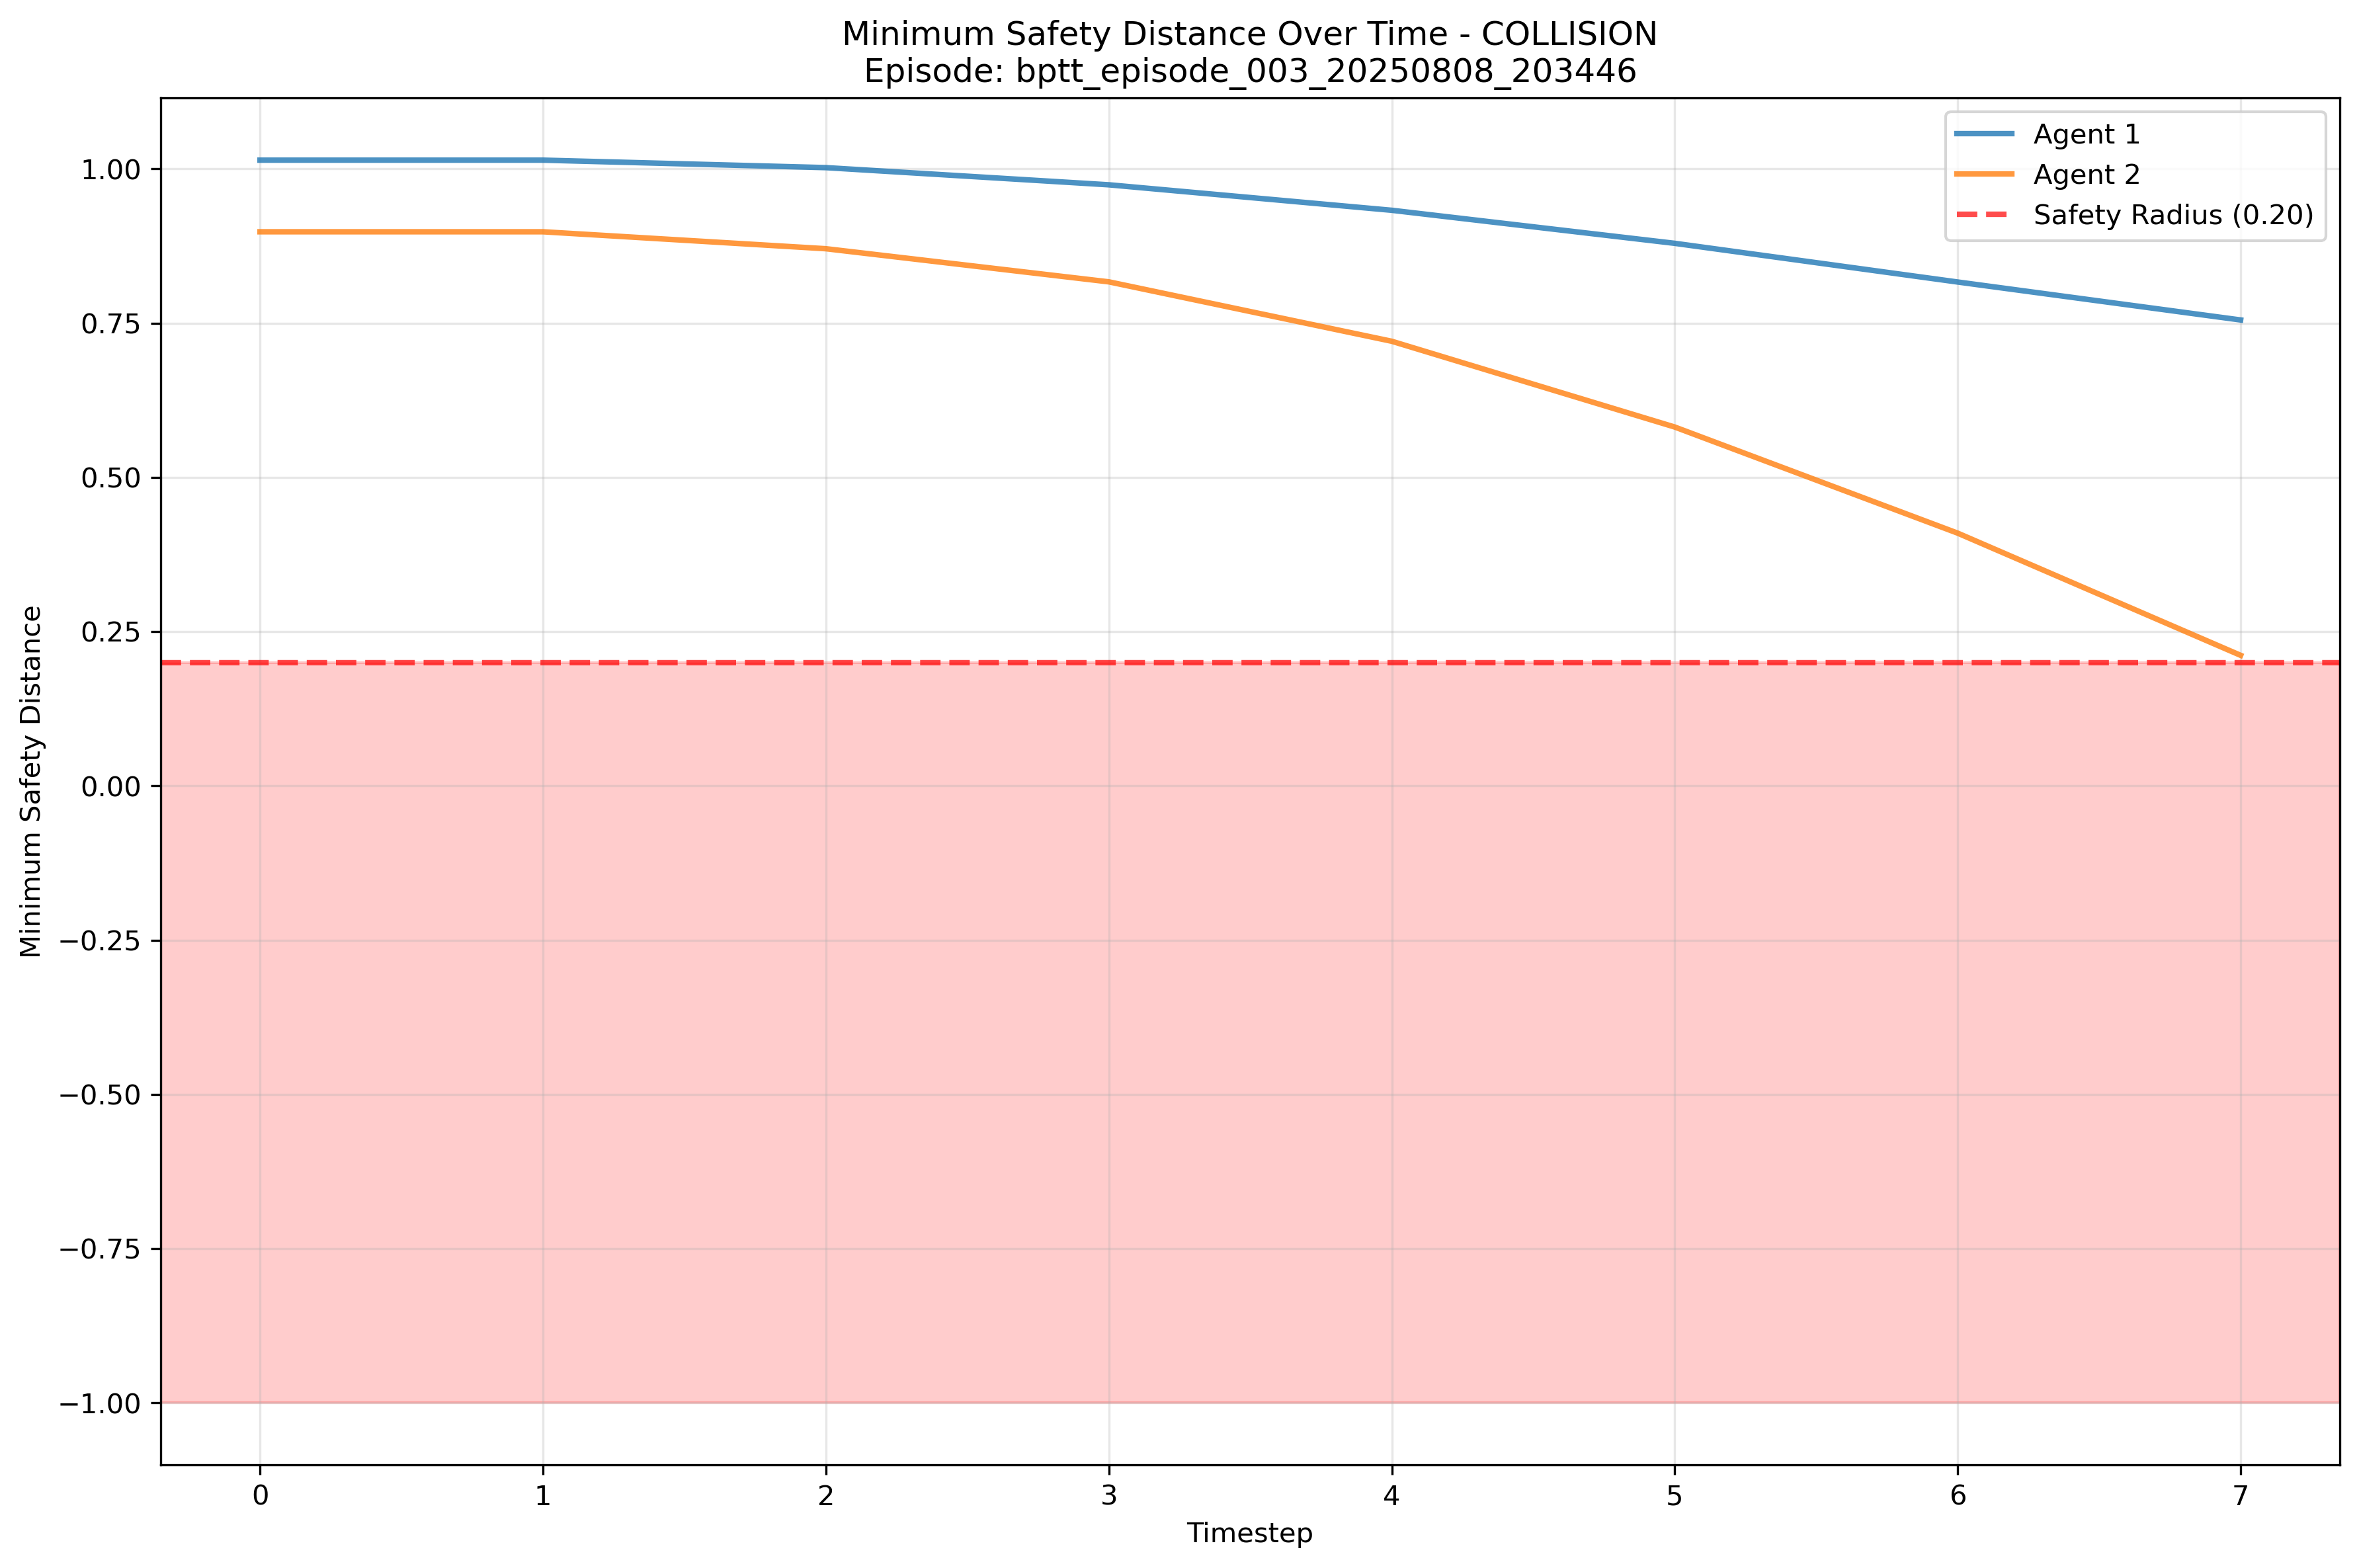 Minimum Safety Distance Over Time - COLLISION
Episode: bptt_episode_003_20250808_203446
Agent 1
Agent 2
Safety Radius (0.20)
Minimum Safety Distance
1.00
0.75
0.50
0.25
0.00
−0.25
−0.50
−0.75
−1.00
0 1 2 3 4 5 6 7
Timestep